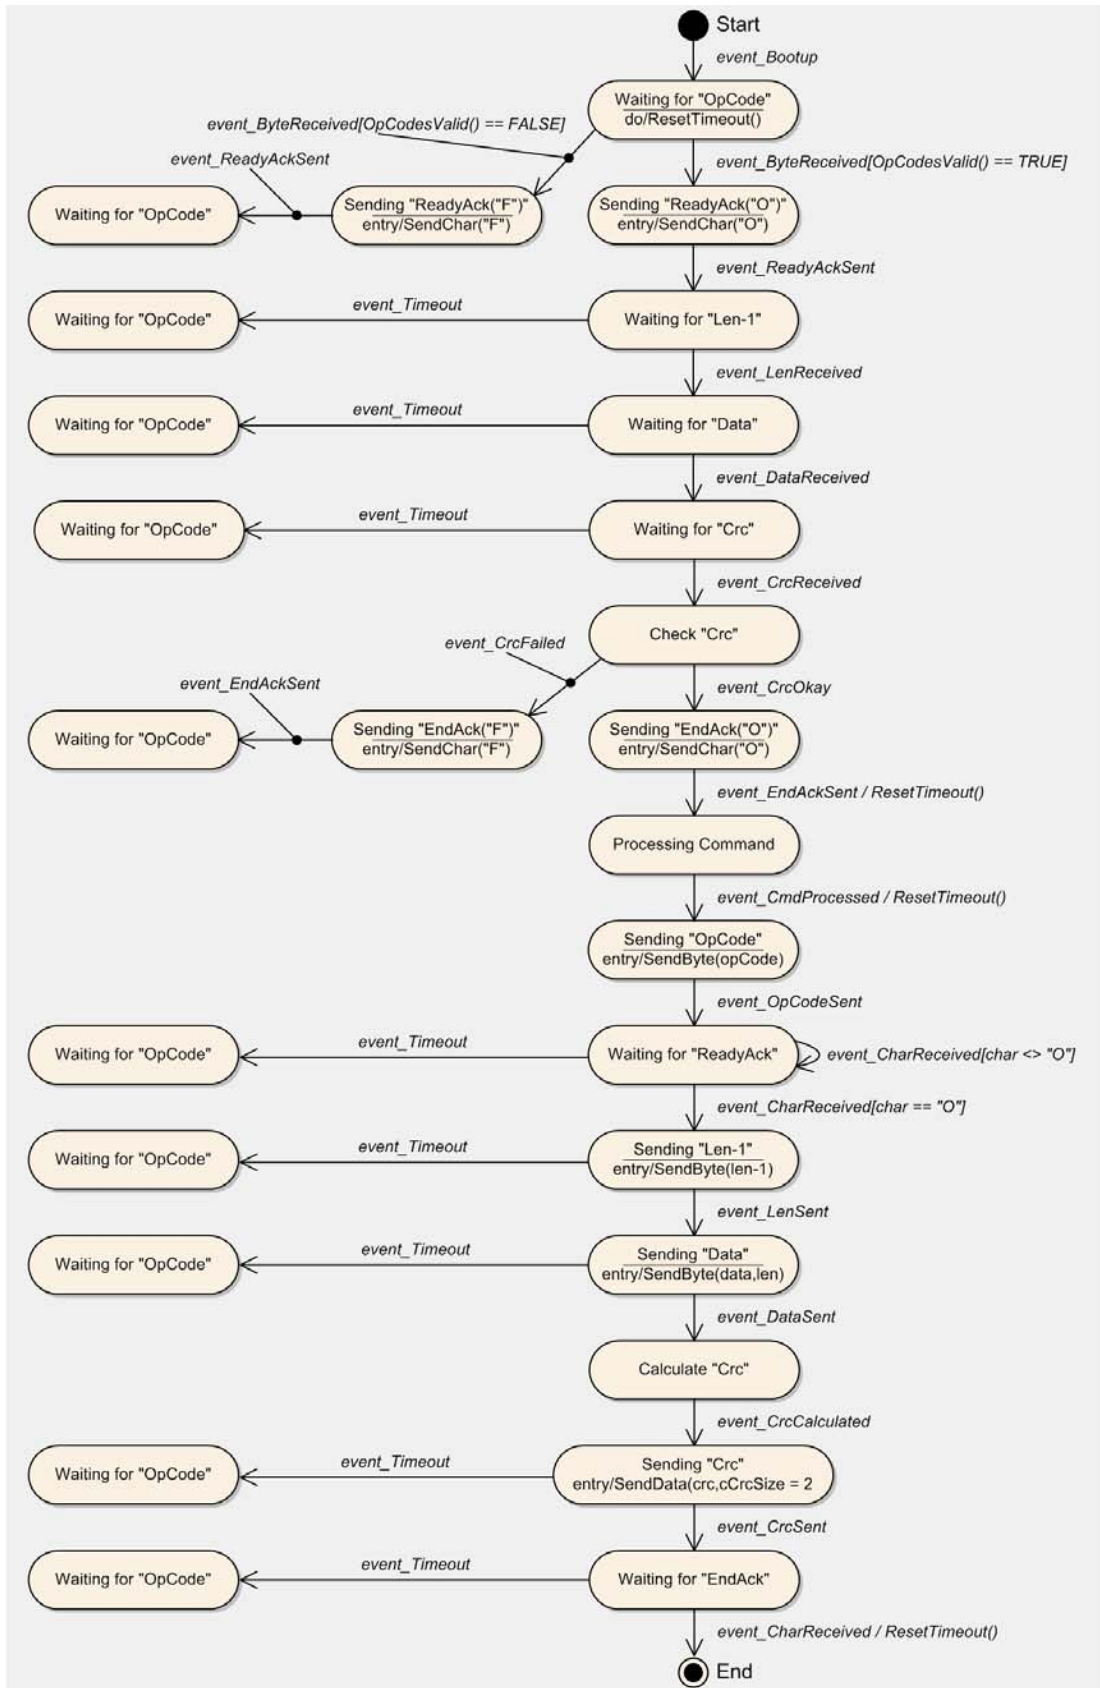 Start
event_Bootup
Waiting for "OpCode"
do/ResetTimeout()
event_ByteReceived[OpCodesValid() == FALSE]
event_ReadyAckSent
event_ByteReceived[OpCodesValid() == TRUE]
Waiting for "OpCode"
Sending "ReadyAck("F")"
entry/SendChar("F")
Sending "ReadyAck("O")"
entry/SendChar("O")
event_ReadyAckSent
Waiting for "OpCode"
event_Timeout
Waiting for "Len-1"
event_LenReceived
Waiting for "OpCode"
event_Timeout
Waiting for "Data"
event_DataReceived
Waiting for "OpCode"
event_Timeout
Waiting for "Crc"
event_CrcReceived
Check "Crc"
event_CrcFailed
event_EndAckSent
event_CrcOkay
Waiting for "OpCode"
Sending "EndAck("F")"
entry/SendChar("F")
Sending "EndAck("O")"
entry/SendChar("O")
event_EndAckSent / ResetTimeout()
Processing Command
event_CmdProcessed / ResetTimeout()
Sending "OpCode"
entry/SendByte(opCode)
event_OpCodeSent
Waiting for "OpCode"
event_Timeout
Waiting for "ReadyAck"
event_CharReceived[char <> "O"]
event_CharReceived[char == "O"]
Waiting for "OpCode"
event_Timeout
Sending "Len-1"
entry/SendByte(len-1)
event_LenSent
Waiting for "OpCode"
event_Timeout
Sending "Data"
entry/SendByte(data,len)
event_DataSent
Calculate "Crc"
event_CrcCalculated
Waiting for "OpCode"
event_Timeout
Sending "Crc"
entry/SendData(crc,cCrcSize = 2
event_CrcSent
Waiting for "OpCode"
event_Timeout
Waiting for "EndAck"
event_CharReceived / ResetTimeout()
End